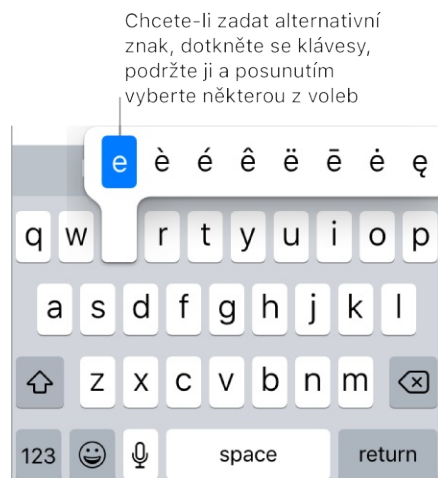 Chcete-li zadat alternativní
znak, dotkněte se klávesy,
podržte ji a posunutím
vyberte některou z voleb
e è é ê ë ē ė ę
q w r t y u i o p
a s d f g h j k l
z x c v b n m
123 space return